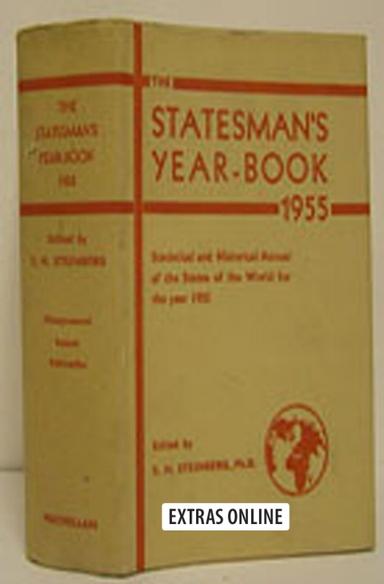 THE
STATESMAN'S
YEAR-BOOK
Edited by
S. H. STEINBERG
MACMILLAN
THE
STATESMAN'S
YEAR-BOOK
1955
Statistical and Historical Annual
of the States of the World for
the year 1955
Edited by
S. H. STEINBERG, Ph.D.
EXTRAS ONLINE